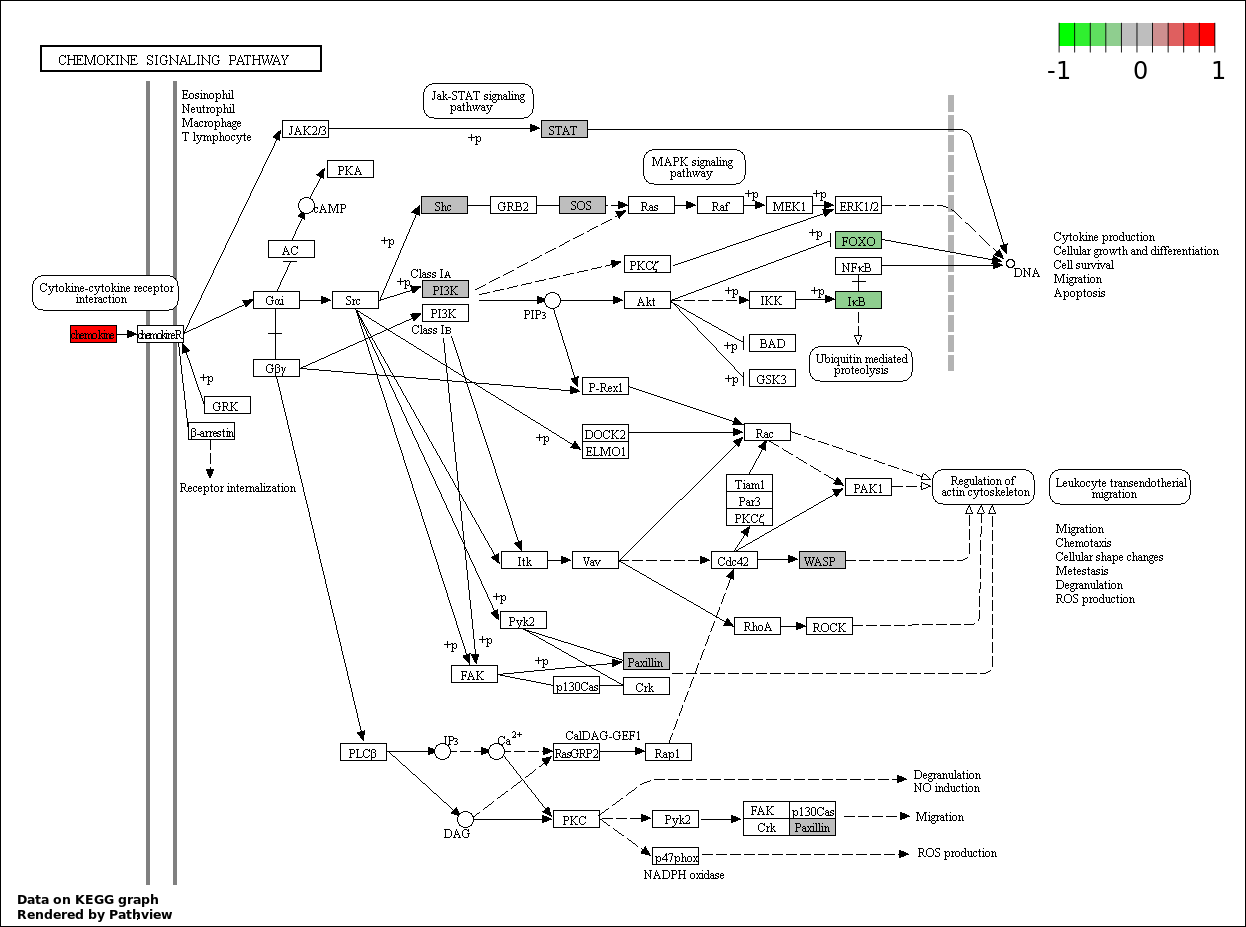 CHEMOKINE SIGNALING PATHWAY
-1
0
1
Eosinophil
Neutrophil
Macrophage
T lymphocyte
Jak-STAT signaling
pathway
JAK2/3
+p
STAT
MAPK signaling
pathway
PKA
cAMP
AC
Shc
GRB2
SOS
Ras
Raf
+p
MEK1
+p
ERK1/2
+p
+p
FOXO
Cytokine production
Cellular growth and differentiation
Cell survival
Migration
Apoptosis
DNA
NFκB
PKCζ
Class IA
+p
PI3K
PI3K
Class IB
Cytokine-cytokine receptor
interaction
Gαi
Src
PIP3
Akt
+p
IKK
+p
IκB
chemokine
chemokineR
+p
BAD
Ubiquitin mediated
proteolysis
Gβγ
+p
GSK3
+p
GRK
P-Rex1
β-arrestin
Receptor internalization
+p
DOCK2
ELMO1
Rac
Tiam1
Par3
PKCζ
PAK1
Regulation of
actin cytoskeleton
Leukocyte transendotherial
migration
Migration
Chemotaxis
Cellular shape changes
Metestasis
Degranulation
ROS production
Itk
Vav
Cdc42
WASP
+p
Pyk2
RhoA
ROCK
+p
+p
FAK
+p
Paxillin
p130Cas
Crk
PLCβ
IP3
Ca2+
CalDAG-GEF1
RasGRP2
Rap1
DAG
PKC
Degranulation
NO induction
Pyk2
FAK
p130Cas
Crk
Paxillin
Migration
p47phox
NADPH oxidase
ROS production
Data on KEGG graph
Rendered by Pathview